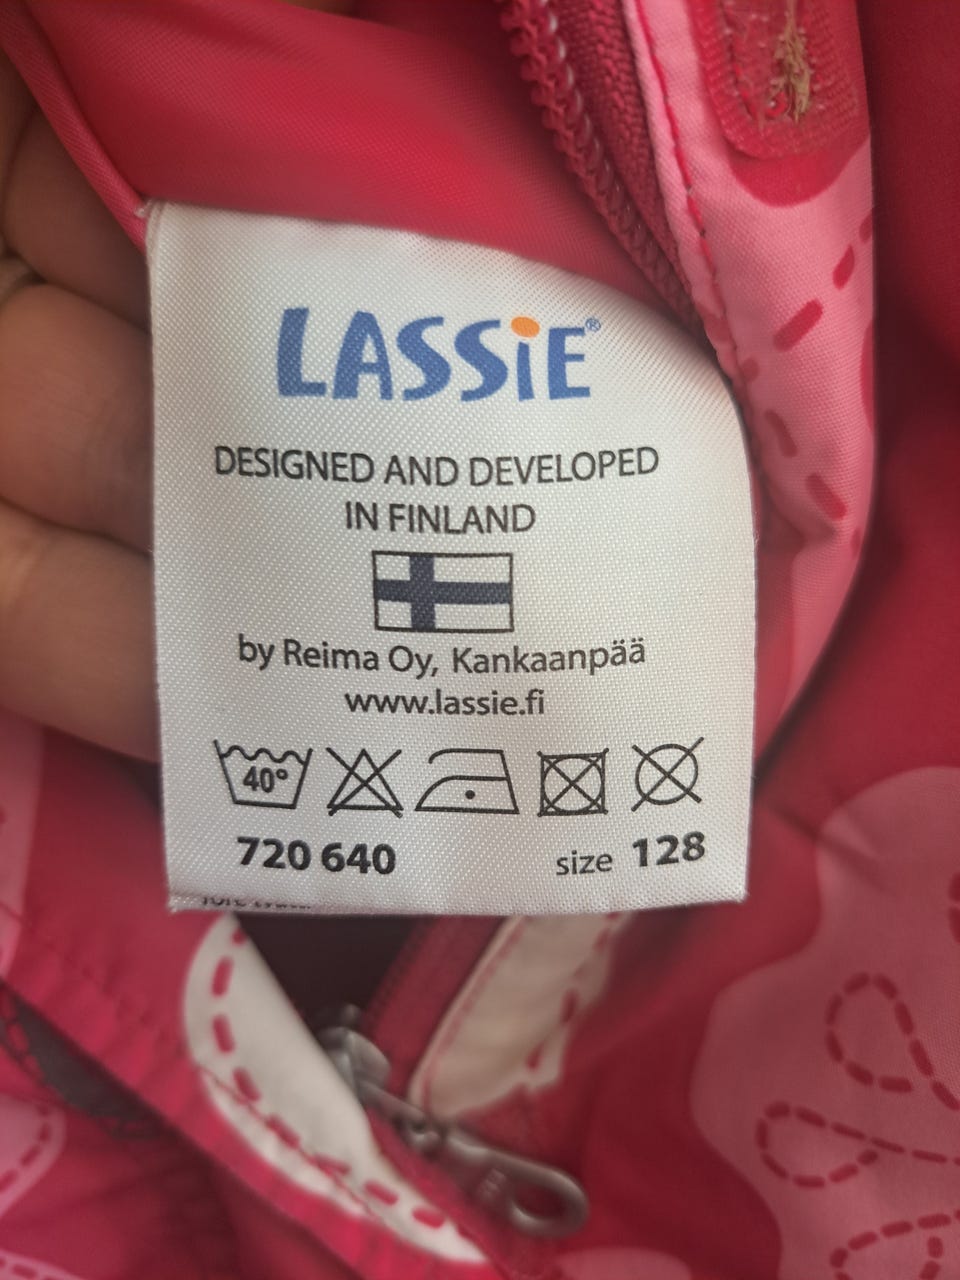 LASSiE®
DESIGNED AND DEVELOPED
IN FINLAND
by Reima Oy, Kankaanpää
www.lassie.fi
40°
720 640 size 128